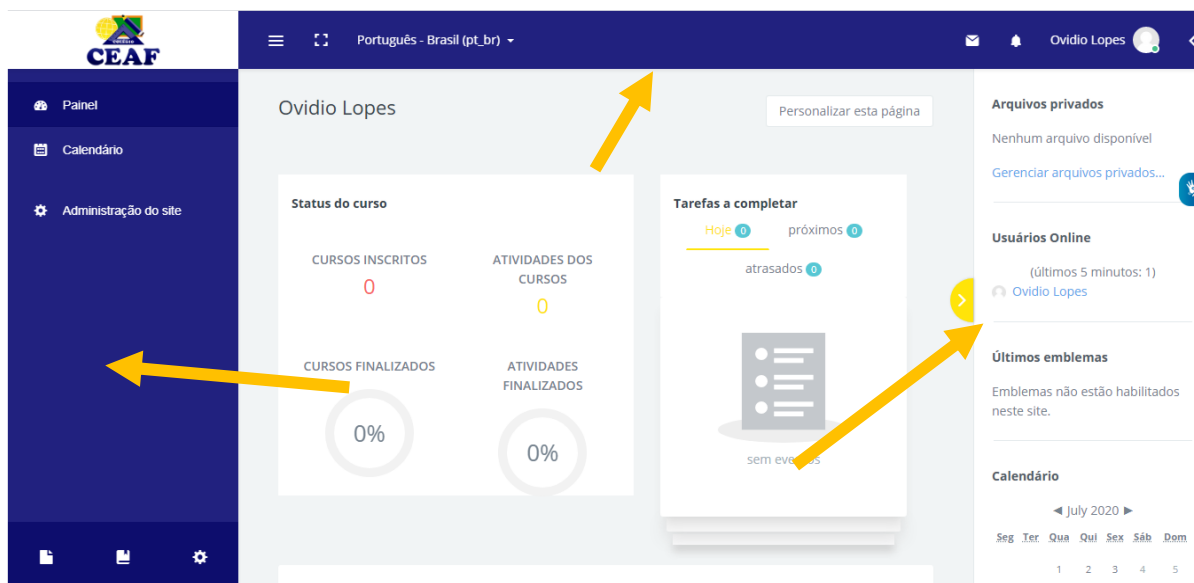 COLÉGIO
CEAF
Português - Brasil (pt_br)
Ovidio Lopes
Painel
Calendário
Administração do site
Ovidio Lopes
Personalizar esta página
Status do curso
CURSOS INSCRITOS
0
ATIVIDADES DOS
CURSOS
0
CURSOS FINALIZADOS
0%
ATIVIDADES
FINALIZADOS
0%
Tarefas a completar
Hoje 0 próximos 0
atrasados 0
sem
Arquivos privados
Nenhum arquivo disponível
Gerenciar arquivos privados...
Usuários Online
(últimos 5 minutos: 1)
Ovidio Lopes
Últimos emblemas
Emblemas não estão habilitados
neste site.
Calendário
◄ July 2020 ►
Seg Ter Qua Qui Sex Sáb Dom
1 2 3 4 5